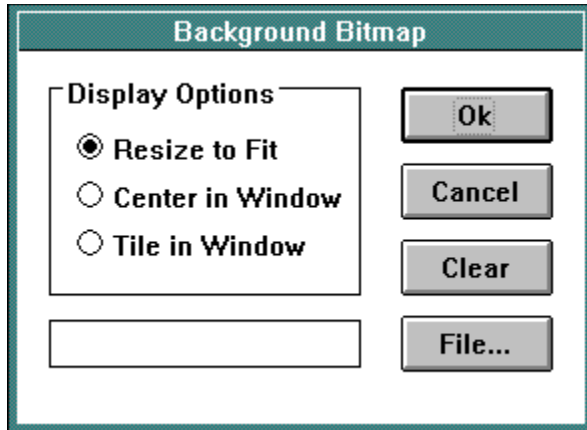 Background Bitmap
Display Options
Resize to Fit
Center in Window
Tile in Window
Ok
Cancel
Clear
File...